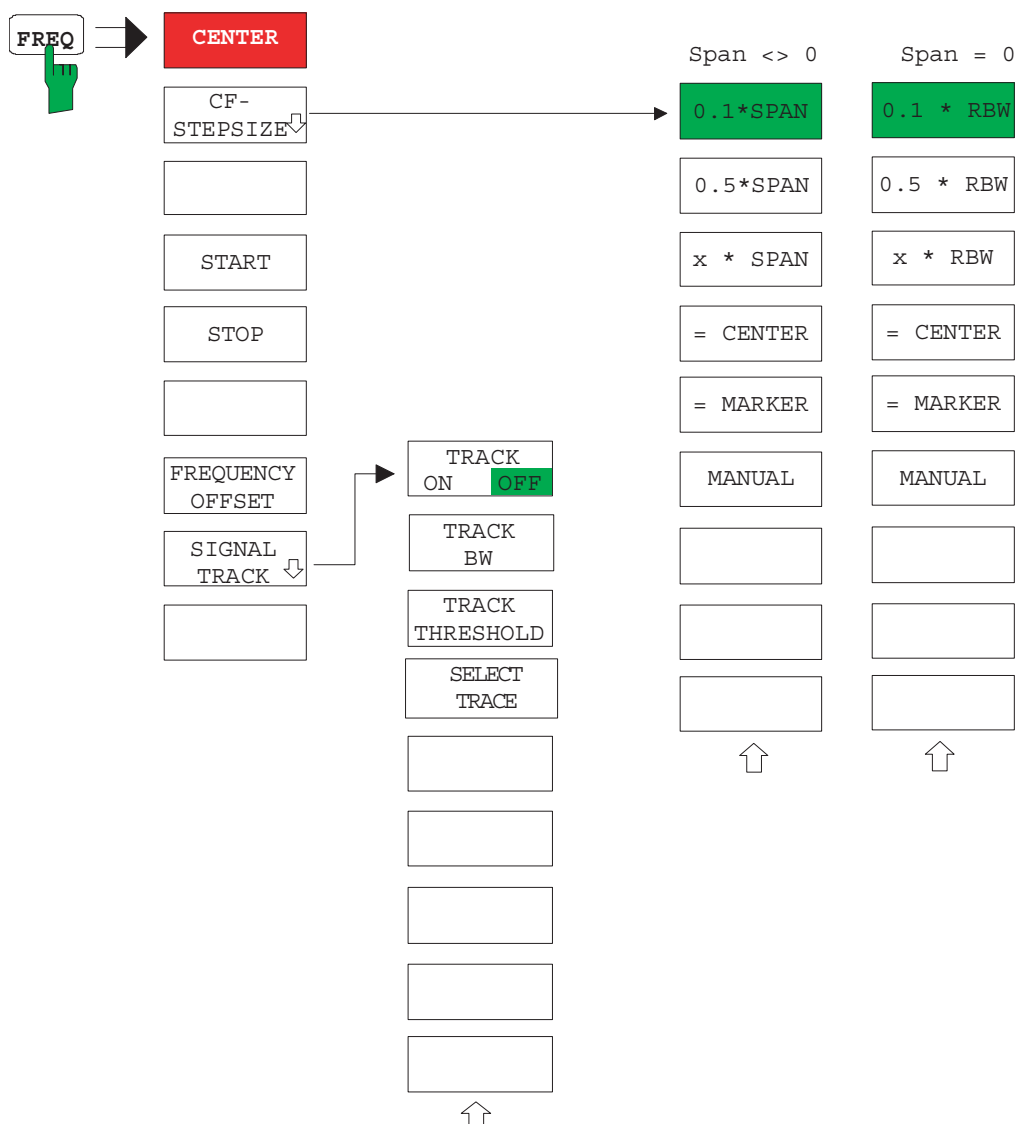 FREQ
CENTER
CF-
STEPSIZE
START
STOP
FREQUENCY
OFFSET
SIGNAL
TRACK
TRACK
ON OFF
TRACK
BW
TRACK
THRESHOLD
SELECT
TRACE
Span <> 0
0.1*SPAN
0.5*SPAN
x * SPAN
= CENTER
= MARKER
MANUAL
Span = 0
0.1 * RBW
0.5 * RBW
x * RBW
= CENTER
= MARKER
MANUAL